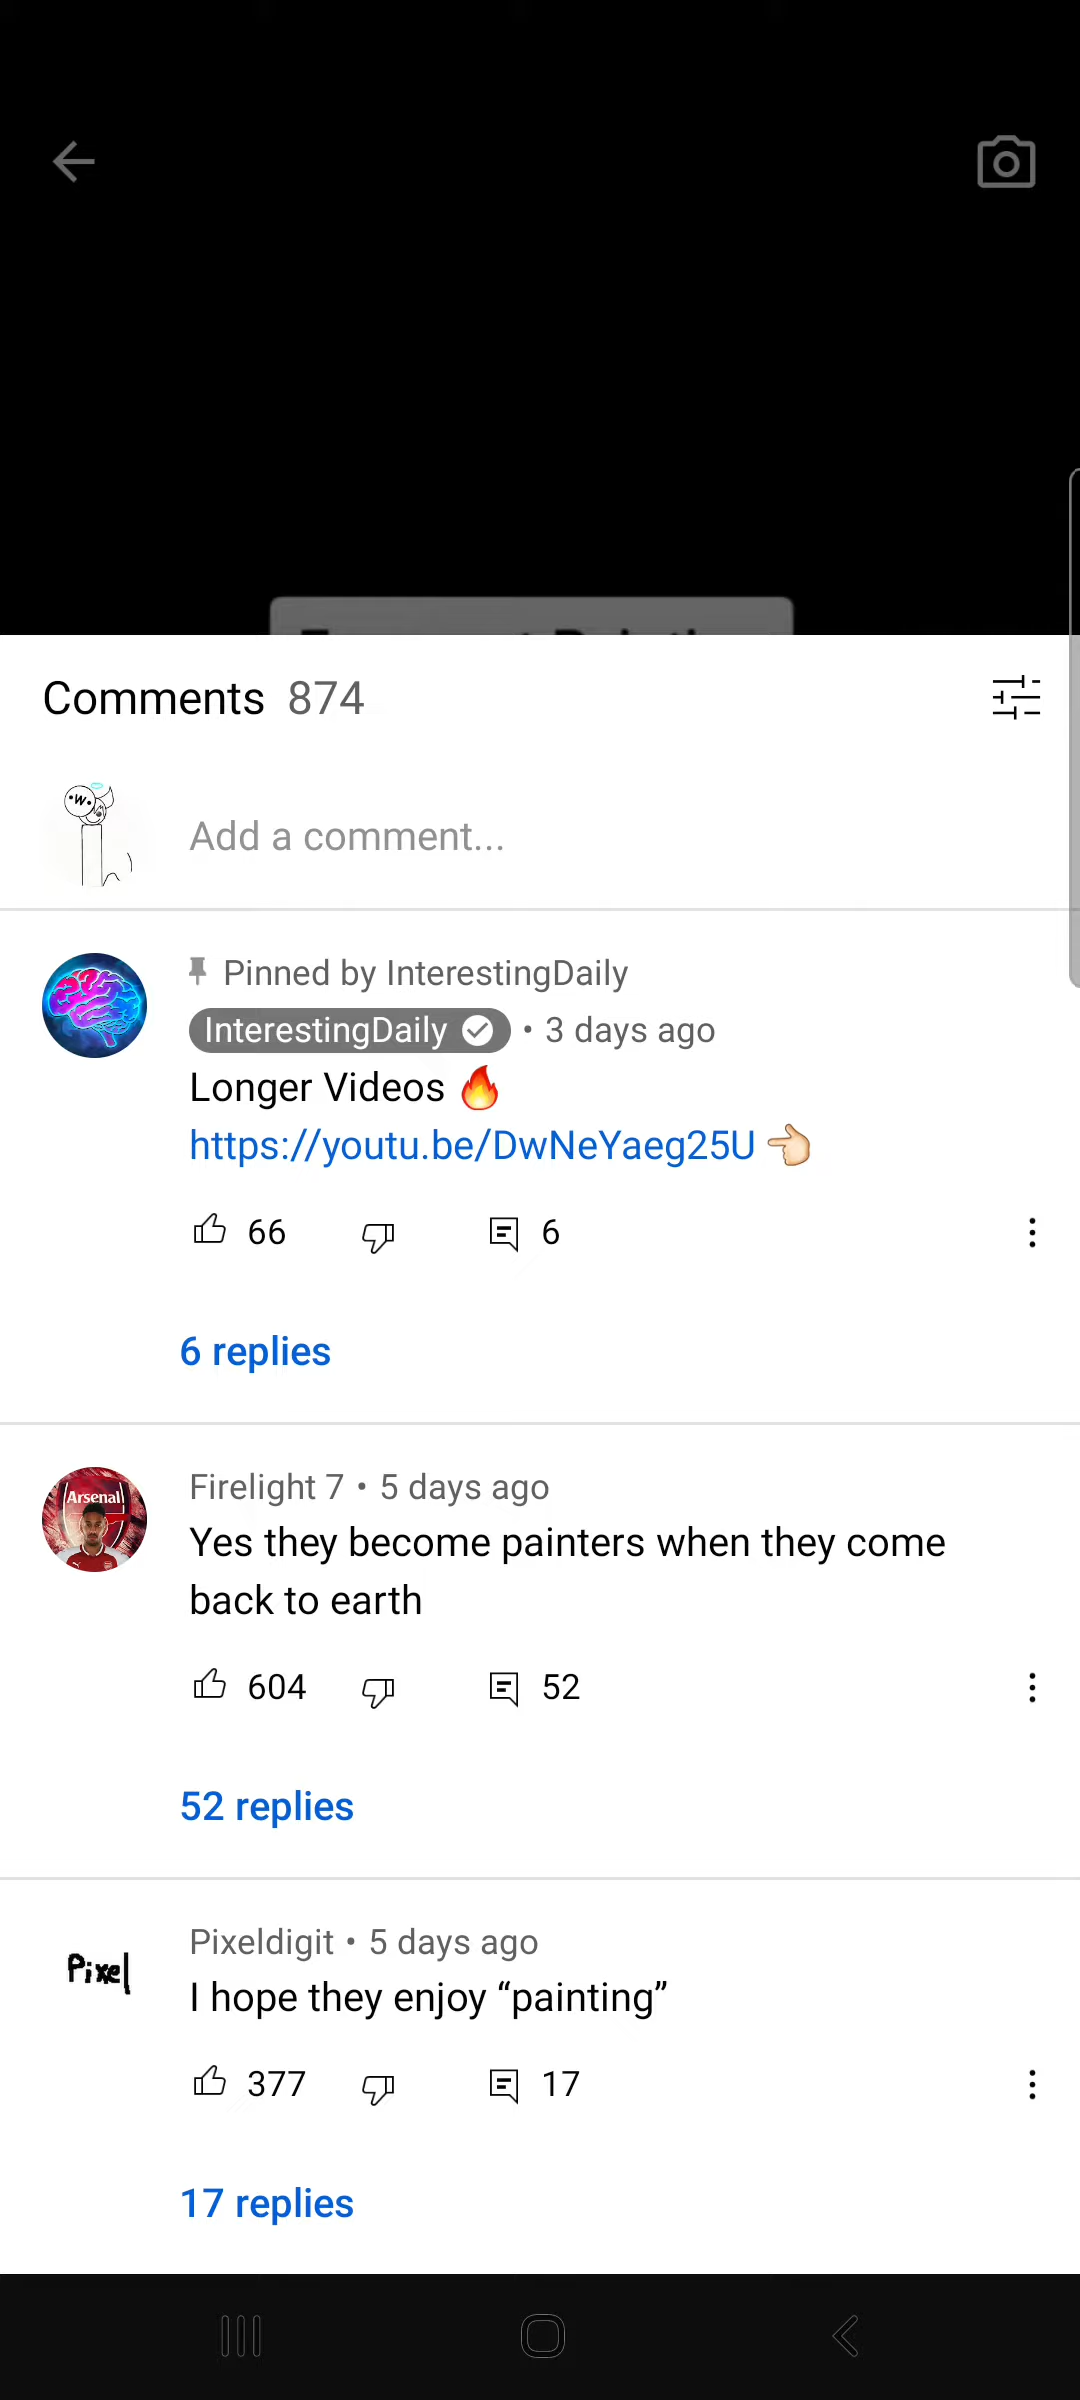 Comments 874
•w•
Add a comment...
Pinned by InterestingDaily
InterestingDaily • 3 days ago
Longer Videos 🔥
https://youtu.be/DwNeYaeg25U 👈🏻
66 6
6 replies
Arsenal
Firelight 7 • 5 days ago
Yes they become painters when they come
back to earth
604 52
52 replies
Pixel
Pixeldigit • 5 days ago
I hope they enjoy “painting”
377 17
17 replies